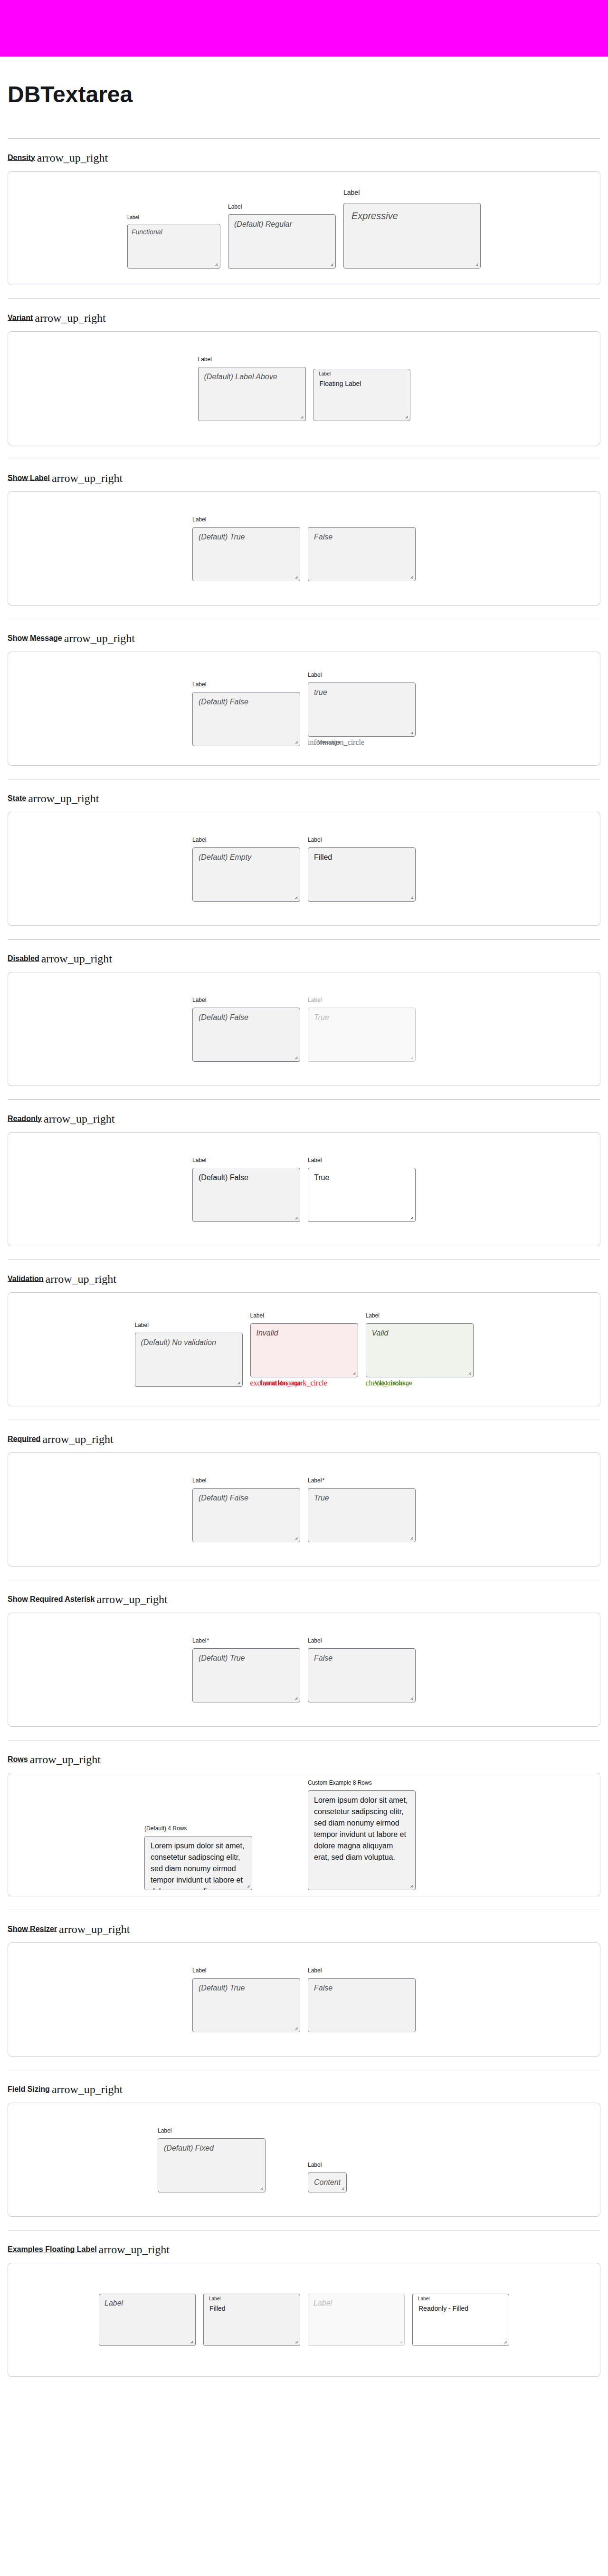 DBTextarea
Density arrow_up_right
Label
Functional
Label
(Default) Regular
Label
Expressive
Variant arrow_up_right
Label
(Default) Label Above
Label
Floating Label
Show Label arrow_up_right
Label
(Default) True
False
Show Message arrow_up_right
Label
(Default) False
Label
true
information_circle
State arrow_up_right
Label
(Default) Empty
Label
Filled
Disabled arrow_up_right
Label
(Default) False
Label
True
Readonly arrow_up_right
Label
(Default) False
Label
True
Validation arrow_up_right
Label
(Default) No validation
Label
Invalid
Label
Valid
Required arrow_up_right
Label
(Default) False
Label*
True
Show Required Asterisk arrow_up_right
Label*
(Default) True
Label
False
Rows arrow_up_right
(Default) 4 Rows
Lorem ipsum dolor sit amet,
consetetur sadipscing elitr,
sed diam nonumy eirmod
tempor invidunt ut labore et
Custom Example 8 Rows
Lorem ipsum dolor sit amet,
consetetur sadipscing elitr,
sed diam nonumy eirmod
tempor invidunt ut labore et
dolore magna aliquyam
erat, sed diam voluptua.
Show Resizer arrow_up_right
Label
(Default) True
Label
False
Field Sizing arrow_up_right
Label
(Default) Fixed
Label
Content
Examples Floating Label arrow_up_right
Label
Label
Filled
Label
Label
Readonly - Filled